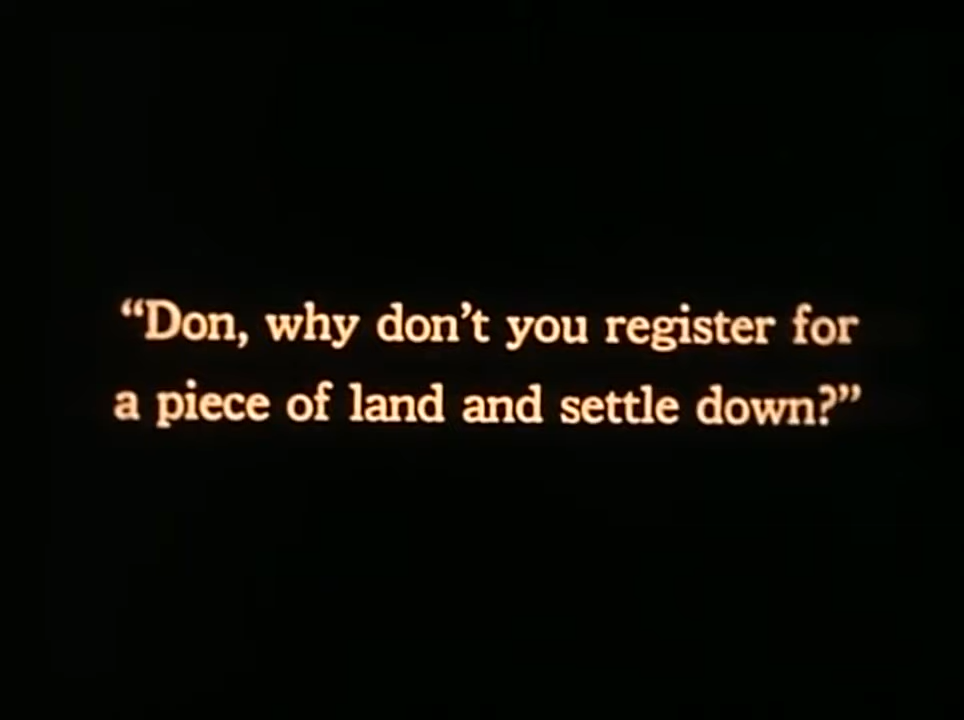 “Don, why don’t you register for
a piece of land and settle down?”